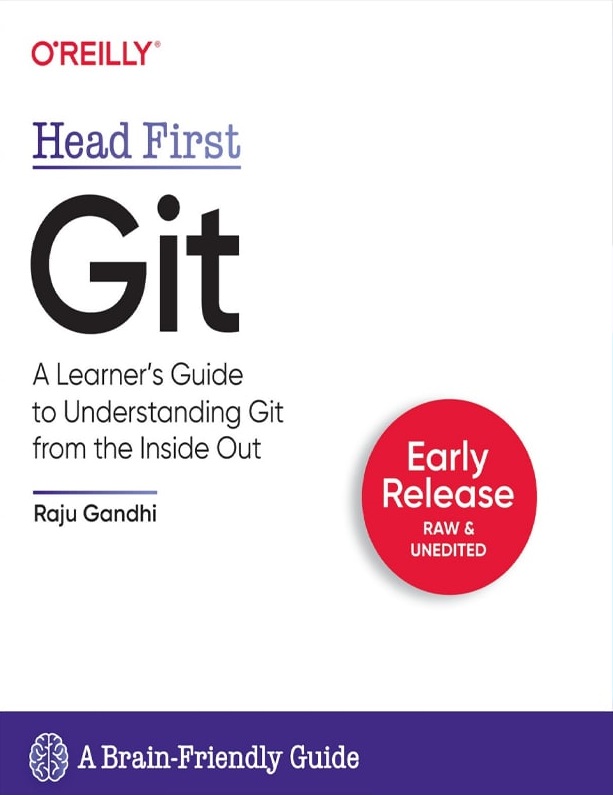 O'REILLY®
Head First
Git
A Learner's Guide
to Understanding Git
from the Inside Out
Raju Gandhi
Early
Release
RAW &
UNEDITED
A Brain-Friendly Guide